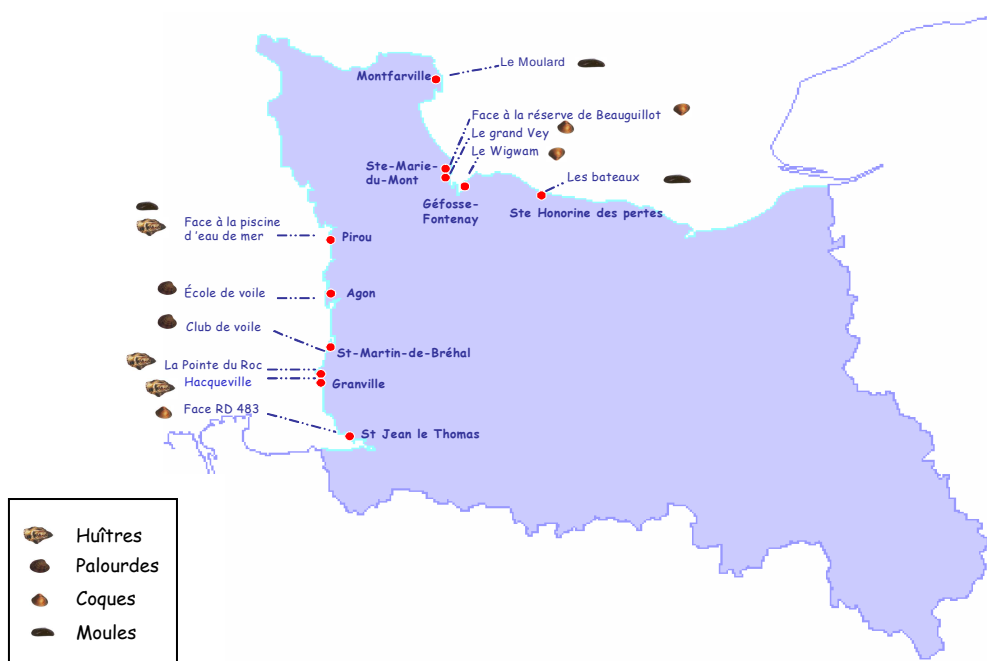 Le Moulard
Montfarville
Face à la réserve de Beauguillot
Le grand Vey
Le Wigwam
Ste-Marie-
du-Mont
Les bateaux
Géfosse-
Fontenay
Ste Honorine des pertes
Face à la piscine
d 'eau de mer
Pirou
École de voile
Agon
Club de voile
St-Martin-de-Bréhal
La Pointe du Roc
Hacqueville
Granville
Face RD 483
St Jean le Thomas
Huîtres
Palourdes
Coques
Moules